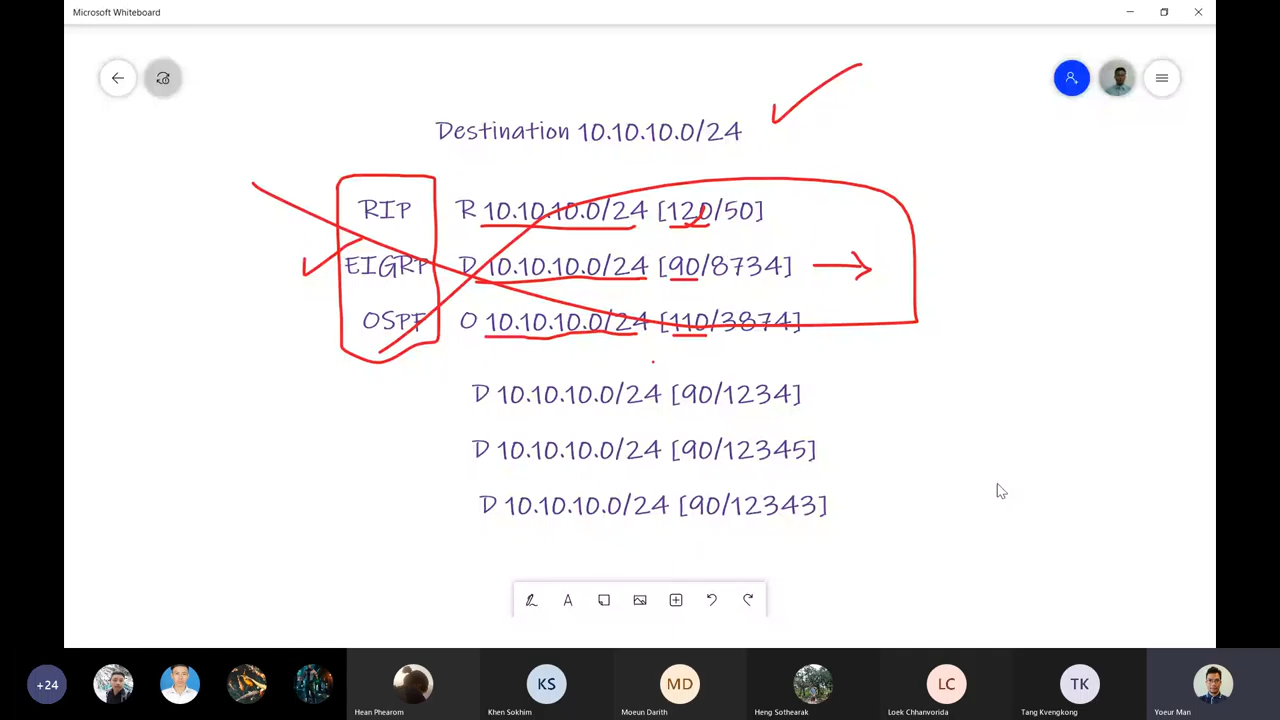 Microsoft Whiteboard
Destination 10.10.10.0/24
RIP R 10.10.10.0/24 [120/50]
EIGRP D 10.10.10.0/24 [90/8734]
OSPF O 10.10.10.0/24 [110/3874]
D 10.10.10.0/24 [90/1234]
D 10.10.10.0/24 [90/12345]
D 10.10.10.0/24 [90/12343]
A
+24 KS MD LC TK
Hean Phearom Khen Sokhim Moeun Darith Heng Sothearak Loek Chhanvorida Tang Kvengkong Yoeur Man